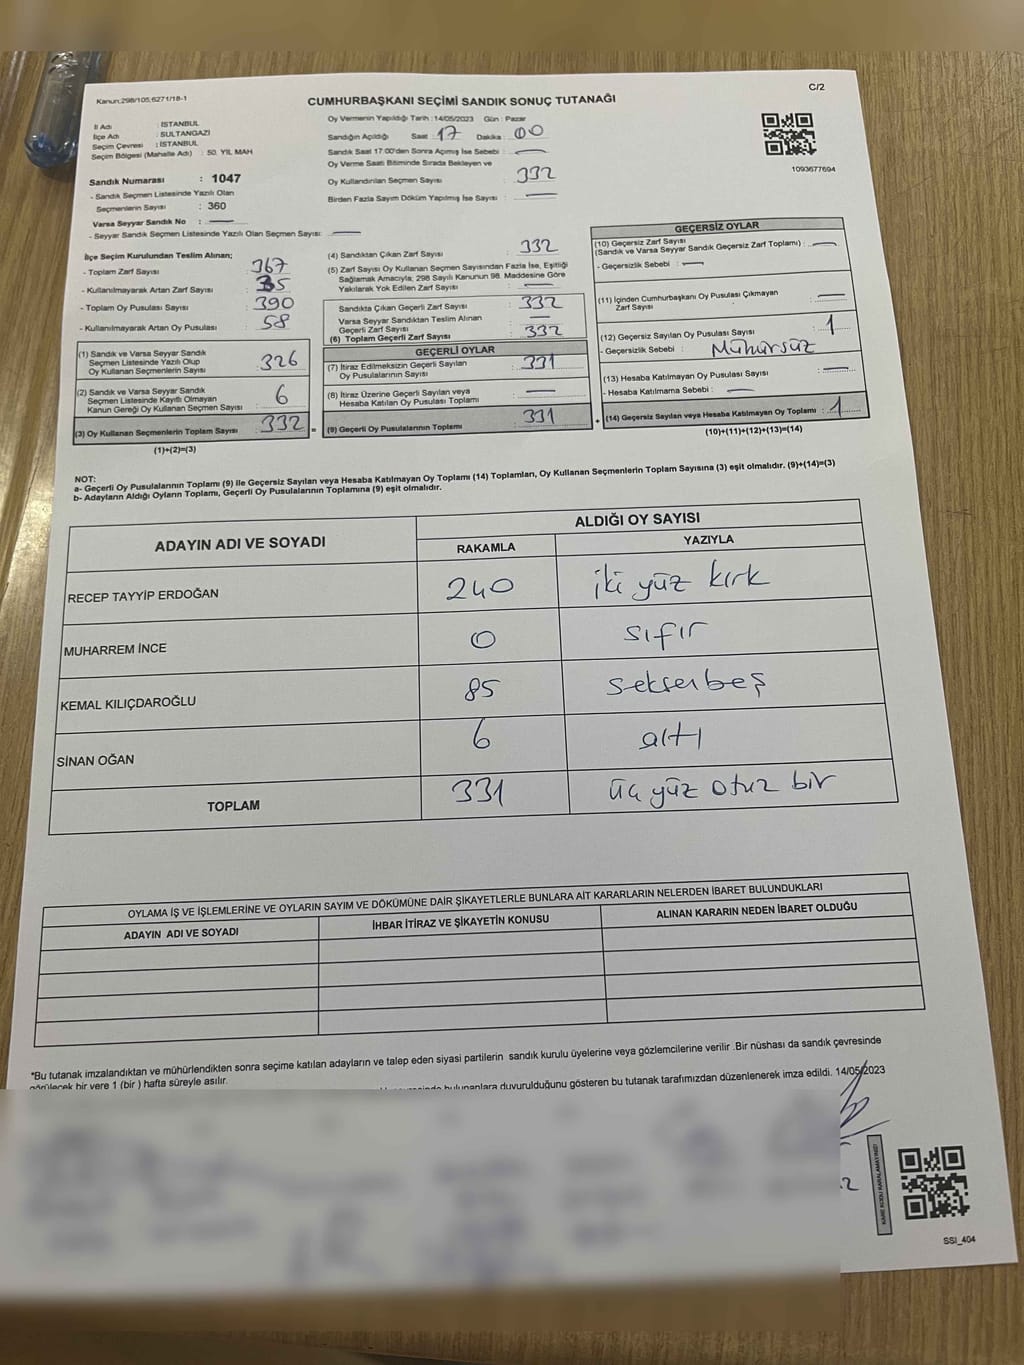 Kanun;298/105;6271/18-1
C/2
CUMHURBAŞKANI SEÇİMİ SANDIK SONUÇ TUTANAĞI
İl Adı : İSTANBUL
İlçe Adı : SULTANGAZİ
Seçim Çevresi : İSTANBUL
Seçim Bölgesi (Mahalle Adı) : 50. YIL MAH
Sandık Numarası : 1047
- Sandık Seçmen Listesinde Yazılı Olan
Seçmenlerin Sayısı : 360
Varsa Seyyar Sandık No :
- Seyyar Sandık Seçmen Listesinde Yazılı Olan Seçmen Sayısı:
Oy Vermenin Yapıldığı Tarih :14/05/2023 Gün : Pazar
Sandığın Açıldığı Saat : 17 Dakika : 00
Sandık Saat 17:00'den Sonra Açımış İse Sebebi :
Oy Verme Saati Bitiminde Sırada Bekleyen ve
Oy Kullandırılan Seçmen Sayısı : 332
Birden Fazla Sayım Döküm Yapılmış İse Sayısı :
1093677694
İlçe Seçim Kurulundan Teslim Alınan;
- Toplam Zarf Sayısı : 367
- Kullanılmayarak Artan Zarf Sayısı : 35
- Toplam Oy Pusulası Sayısı : 390
- Kullanılmayarak Artan Oy Pusulası : 58
(1) Sandık ve Varsa Seyyar Sandık
Seçmen Listesinde Yazılı Olup
Oy Kullanan Seçmenlerin Sayısı : 326
(2) Sandık ve Varsa Seyyar Sandık
Seçmen Listesinde Kayıtlı Olmayan
Kanun Gereği Oy Kullanan Seçmen Sayısı : 6
(3) Oy Kullanan Seçmenlerin Toplam Sayısı : 332 =
(1)+(2)=(3)
(4) Sandıktan Çıkan Zarf Sayısı : 332
(5) Zarf Sayısı Oy Kullanan Seçmen Sayısından Fazla İse, Eşitliği
Sağlamak Amacıyla; 298 Sayılı Kanunun 98. Maddesine Göre
Yakılarak Yok Edilen Zarf Sayısı :
Sandıkta Çıkan Geçerli Zarf Sayısı : 332
Varsa Seyyar Sandıktan Teslim Alınan
Geçerli Zarf Sayısı :
(6) Toplam Geçerli Zarf Sayısı : 332
GEÇERLİ OYLAR
(7) İtiraz Edilmeksizin Geçerli Sayılan
Oy Pusulalarının Sayısı : 331
(8) İtiraz Üzerine Geçerli Sayılan veya
Hesaba Katılan Oy Pusulası Toplamı :
(9) Geçerli Oy Pusulalarının Toplamı : 331 +
GEÇERSİZ OYLAR
(10) Geçersiz Zarf Sayısı
(Sandık ve Varsa Seyyar Sandık Geçersiz Zarf Toplamı) :
- Geçersizlik Sebebi :
(11) İçinden Cumhurbaşkanı Oy Pusulası Çıkmayan
Zarf Sayısı :
(12) Geçersiz Sayılan Oy Pusulası Sayısı : 1
- Geçersizlik Sebebi : Mühürsüz
(13) Hesaba Katılmayan Oy Pusulası Sayısı :
- Hesaba Katılmama Sebebi :
(14) Geçersiz Sayılan veya Hesaba Katılmayan Oy Toplamı : 1
(10)+(11)+(12)+(13)=(14)
NOT:
a- Geçerli Oy Pusulalarının Toplamı (9) ile Geçersiz Sayılan veya Hesaba Katılmayan Oy Toplamı (14) Toplamları, Oy Kullanan Seçmenlerin Toplam Sayısına (3) eşit olmalıdır. (9)+(14)=(3)
b- Adayların Aldığı Oyların Toplamı, Geçerli Oy Pusulalarının Toplamına (9) eşit olmalıdır.
ADAYIN ADI VE SOYADI
ALDIĞI OY SAYISI
RAKAMLA YAZIYLA
RECEP TAYYİP ERDOĞAN 240 iki yüz kırk
MUHARREM İNCE 0 sıfır
KEMAL KILIÇDAROĞLU 85 seksenbeş
SİNAN OĞAN 6 altı
TOPLAM 331 üç yüz otuz bir
OYLAMA İŞ VE İŞLEMLERİNE VE OYLARIN SAYIM VE DÖKÜMÜNE DAİR ŞİKAYETLERLE BUNLARA AİT KARARLARIN NELERDEN İBARET BULUNDUKLARI
ADAYIN ADI VE SOYADI İHBAR İTİRAZ VE ŞİKAYETİN KONUSU ALINAN KARARIN NEDEN İBARET OLDUĞU
*Bu tutanak imzalandıktan ve mühürlendikten sonra seçime katılan adayların ve talep eden siyasi partilerin sandık kurulu üyelerine veya gözlemcilerine verilir .Bir nüshası da sandık çevresinde
görülecek bir yere 1 (bir ) hafta süreyle asılır.
bulunanlara duyurulduğunu gösteren bu tutanak tarafımızdan düzenlenerek imza edildi. 14/05/2023
KARE KODU KARALAMAYINIZ!
SSI_404